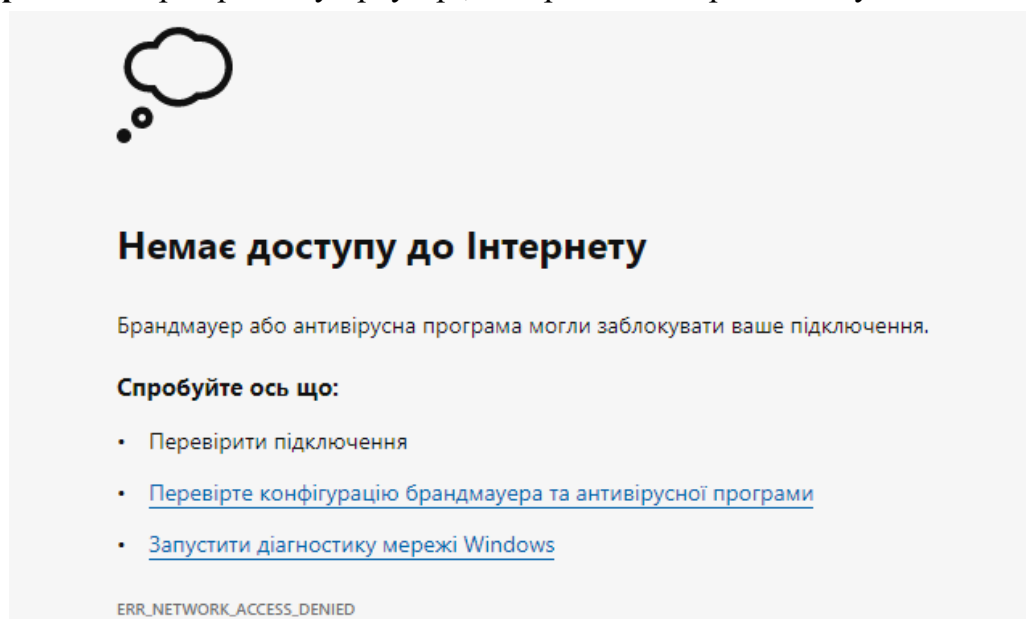 Немає доступу до Інтернету
Брандмауер або антивірусна програма могли заблокувати ваше підключення.
Спробуйте ось що:
• Перевірити підключення
• Перевірте конфігурацію брандмауера та антивірусної програми
• Запустити діагностику мережі Windows
ERR_NETWORK_ACCESS_DENIED